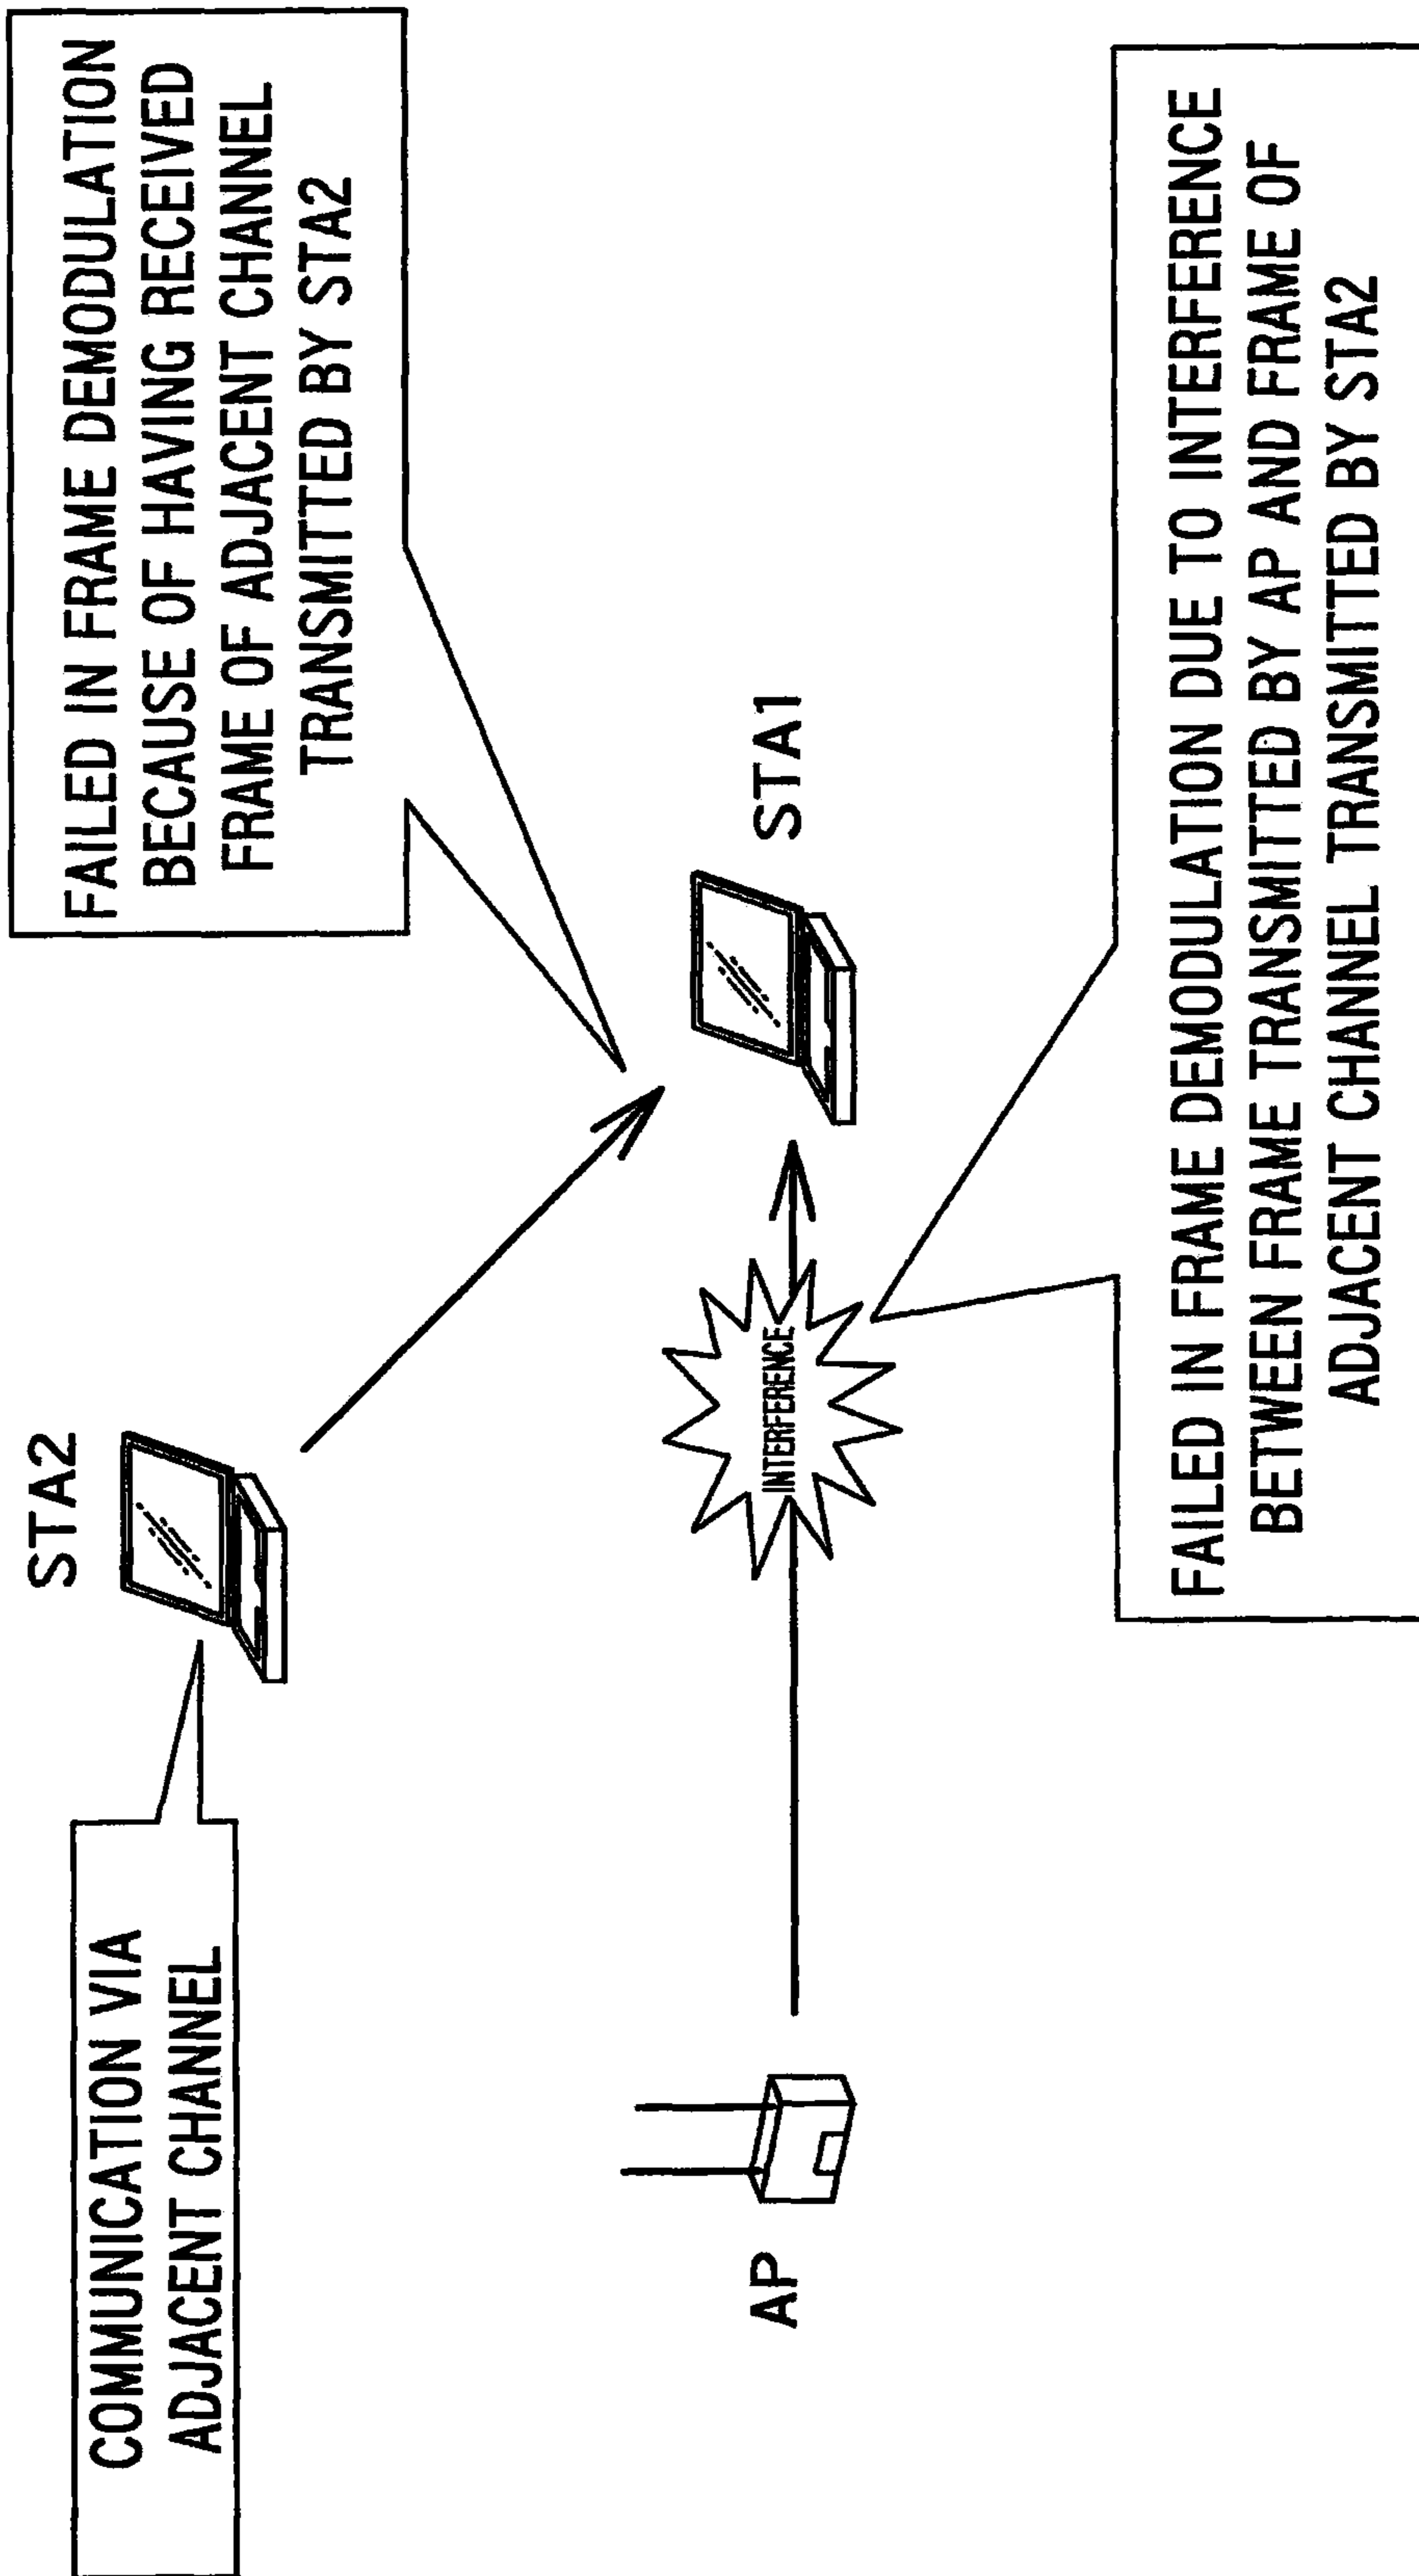 COMMUNICATION VIA
ADJACENT CHANNEL
STA2
FAILED IN FRAME DEMODULATION
BECAUSE OF HAVING RECEIVED
FRAME OF ADJACENT CHANNEL
TRANSMITTED BY STA2
AP
INTERFERENCE
STA1
FAILED IN FRAME DEMODULATION DUE TO INTERFERENCE
BETWEEN FRAME TRANSMITTED BY AP AND FRAME OF
ADJACENT CHANNEL TRANSMITTED BY STA2